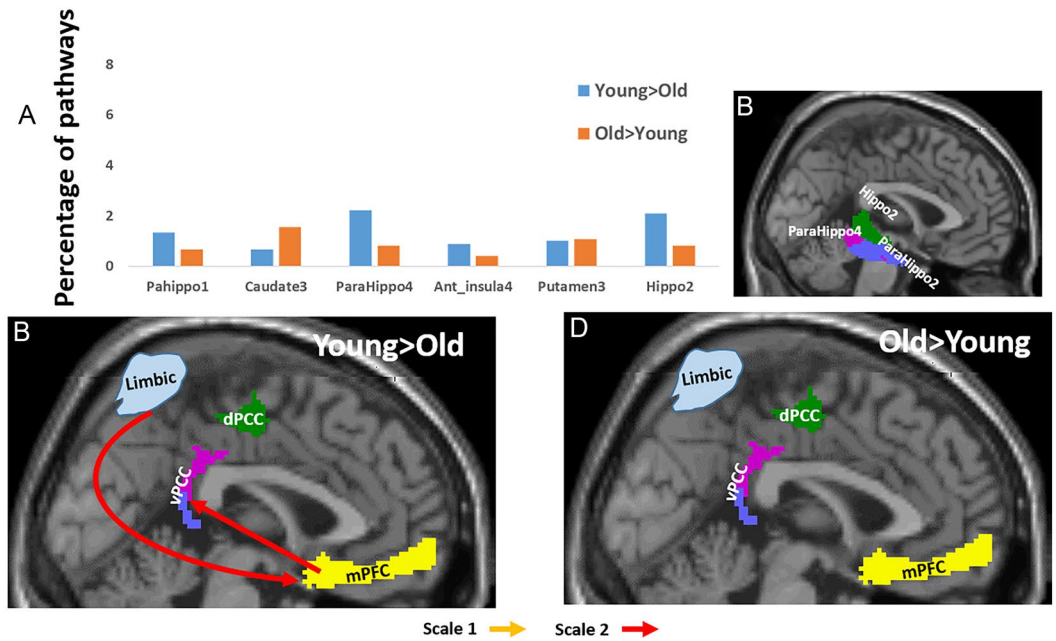 A
Percentage of pathways
8
6
4
2
0
Young>Old
Old>Young
Pahippo1 Caudate3 ParaHippo4 Ant_insula4 Putamen3 Hippo2
B
Hippo2
ParaHippo4
ParaHippo2
B
Young>Old
Limbic
dPCC
vPCC
mPFC
D
Old>Young
Limbic
dPCC
vPCC
mPFC
Scale 1 Scale 2